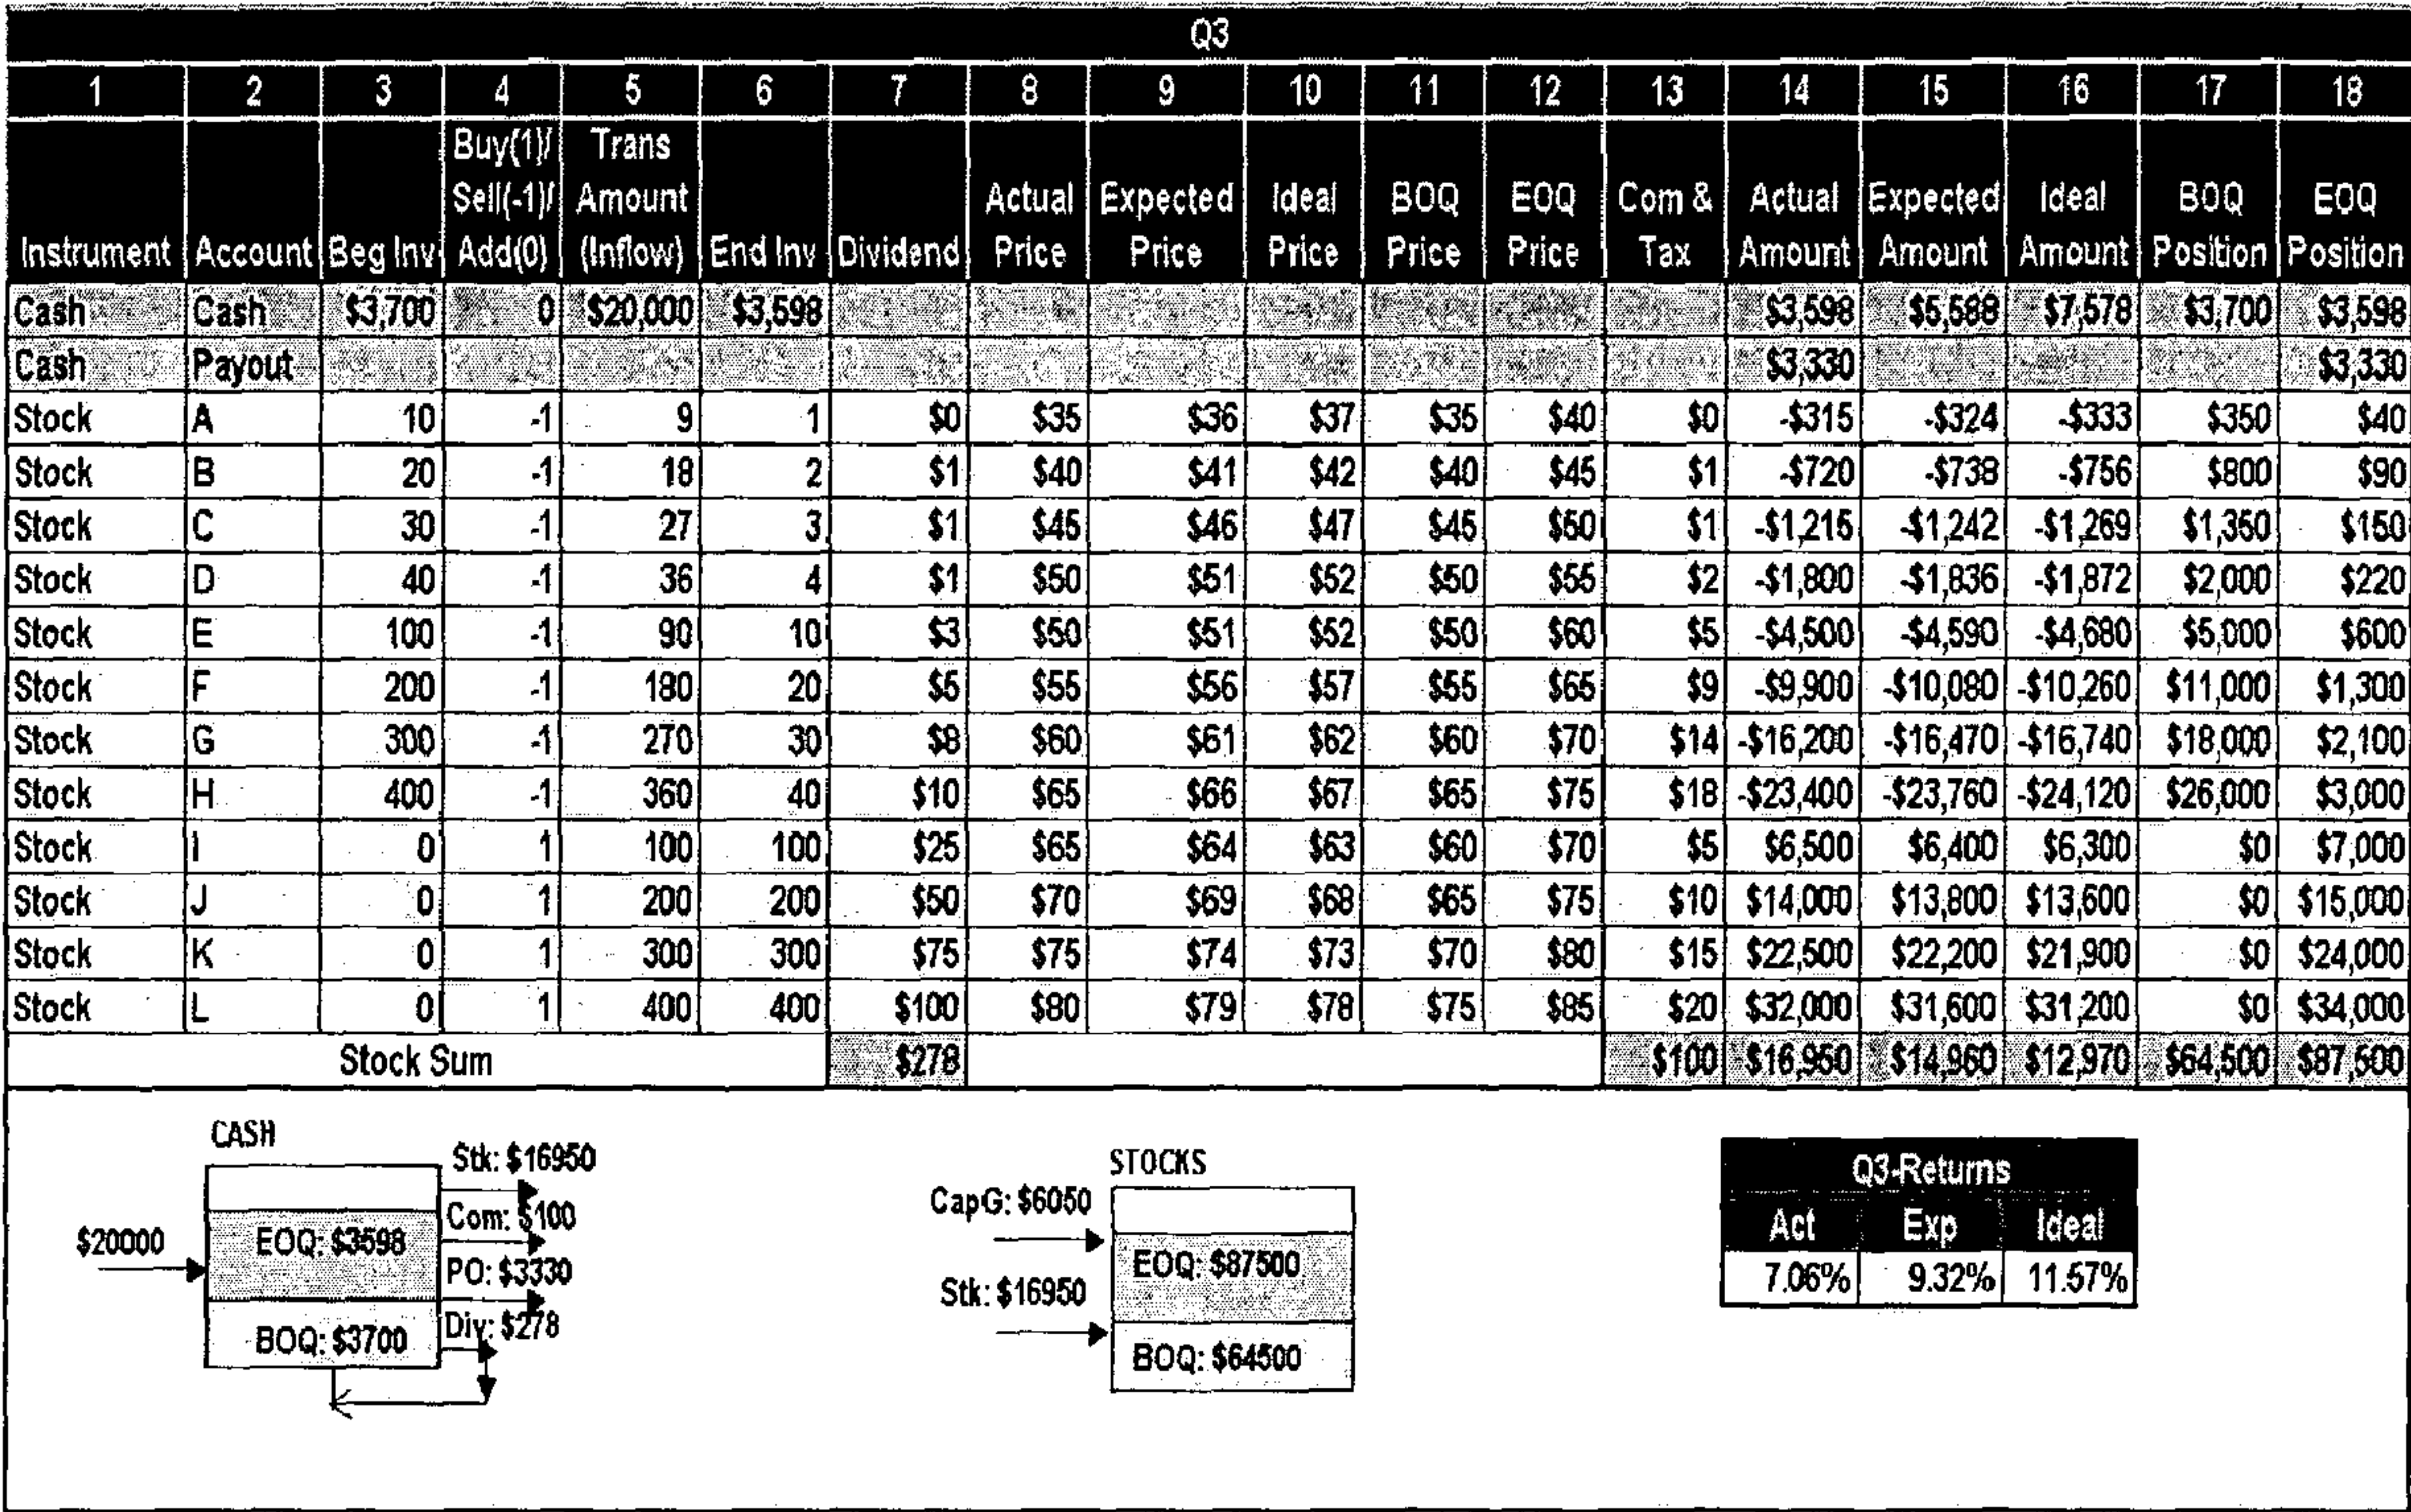 Q3
1 2 3 4 5 6 7 8 9 10 11 12 13 14 15 16 17 18
Instrument Account Beg Inv Buy(1)/ Sell(-1)/ Add(0) Trans Amount (Inflow) End Inv Dividend Actual Price Expected Price Ideal Price BOQ Price EOQ Price Com & Tax Actual Amount Expected Amount Ideal Amount BOQ Position EOQ Position
Cash Cash $3,700 0 $20,000 $3,598 $3,598 $5,588 $7,578 $3,700 $3,598
Cash Payout $3,330 $3,330
Stock A 10 -1 9 1 $0 $35 $36 $37 $35 $40 $0 -$315 -$324 -$333 $350 $40
Stock B 20 -1 18 2 $1 $40 $41 $42 $40 $45 $1 -$720 -$738 -$756 $800 $90
Stock C 30 -1 27 3 $1 $45 $46 $47 $45 $50 $1 -$1,215 -$1,242 -$1,269 $1,350 $150
Stock D 40 -1 36 4 $1 $50 $51 $52 $50 $55 $2 -$1,800 -$1,836 -$1,872 $2,000 $220
Stock E 100 -1 90 10 $3 $50 $51 $52 $50 $60 $5 -$4,500 -$4,590 -$4,680 $5,000 $600
Stock F 200 -1 180 20 $5 $55 $56 $57 $55 $65 $9 -$9,900 -$10,080 -$10,260 $11,000 $1,300
Stock G 300 -1 270 30 $8 $60 $61 $62 $60 $70 $14 -$16,200 -$16,470 -$16,740 $18,000 $2,100
Stock H 400 -1 360 40 $10 $65 $66 $67 $65 $75 $18 -$23,400 -$23,760 -$24,120 $26,000 $3,000
Stock I 0 1 100 100 $25 $65 $64 $63 $60 $70 $5 $6,500 $6,400 $6,300 $0 $7,000
Stock J 0 1 200 200 $50 $70 $69 $68 $65 $75 $10 $14,000 $13,800 $13,600 $0 $15,000
Stock K 0 1 300 300 $75 $75 $74 $73 $70 $80 $15 $22,500 $22,200 $21,900 $0 $24,000
Stock L 0 1 400 400 $100 $80 $79 $78 $75 $85 $20 $32,000 $31,600 $31,200 $0 $34,000
Stock Sum $278 $100 $16,950 $14,960 $12,970 $64,500 $87,500
CASH
Stk: $16950
Com: $100
$20000
EOQ: $3598
PO: $3330
Div: $278
BOQ: $3700
STOCKS
CapG: $6050
EOQ: $87500
Stk: $16950
BOQ: $64500
Q3-Returns
Act Exp Ideal
7.06% 9.32% 11.57%